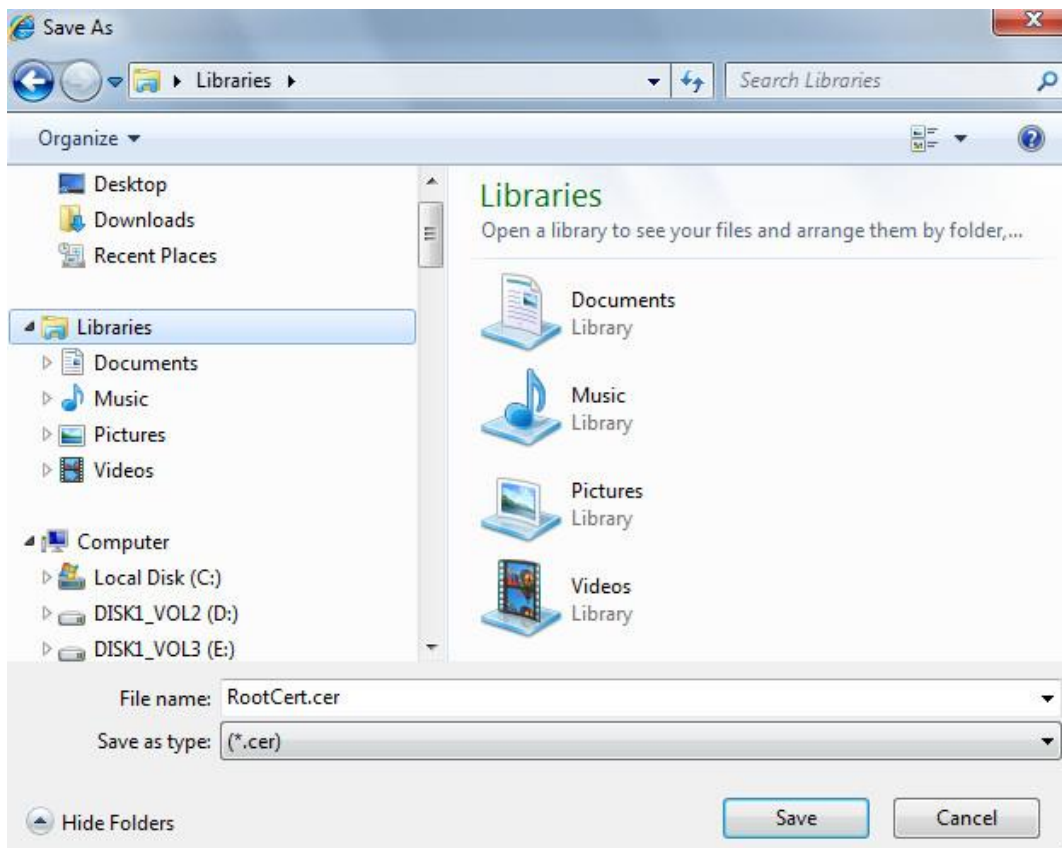 Save As
Libraries
Search Libraries
Organize
Desktop
Downloads
Recent Places
Libraries
Documents
Music
Pictures
Videos
Computer
Local Disk (C:)
DISK1_VOL2 (D:)
DISK1_VOL3 (E:)
Libraries
Open a library to see your files and arrange them by folder,...
Documents
Library
Music
Library
Pictures
Library
Videos
Library
File name: RootCert.cer
Save as type: (*.cer)
Hide Folders
Save
Cancel